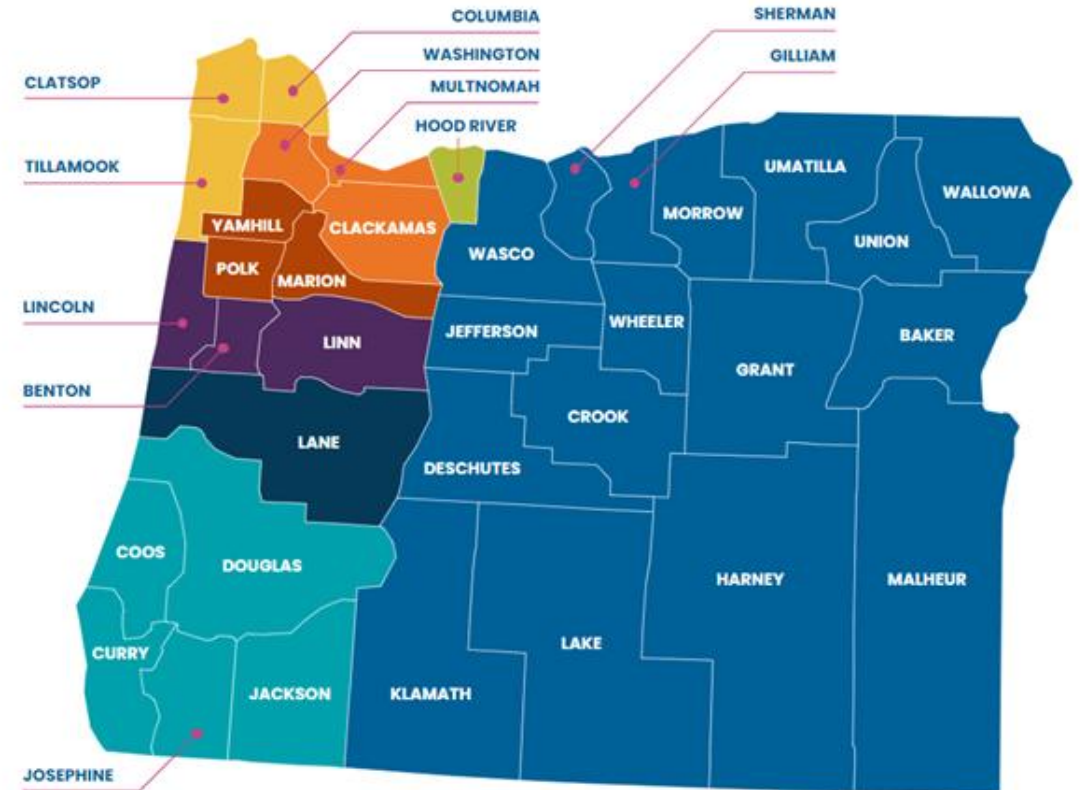 COLUMBIA
SHERMAN
WASHINGTON
GILLIAM
CLATSOP
MULTNOMAH
HOOD RIVER
TILLAMOOK
UMATILLA
WALLOWA
MORROW
YAMHILL
CLACKAMAS
UNION
WASCO
POLK
MARION
LINCOLN
WHEELER
JEFFERSON
BAKER
LINN
GRANT
BENTON
CROOK
LANE
DESCHUTES
COOS
DOUGLAS
HARNEY
MALHEUR
LAKE
CURRY
JACKSON
KLAMATH
JOSEPHINE